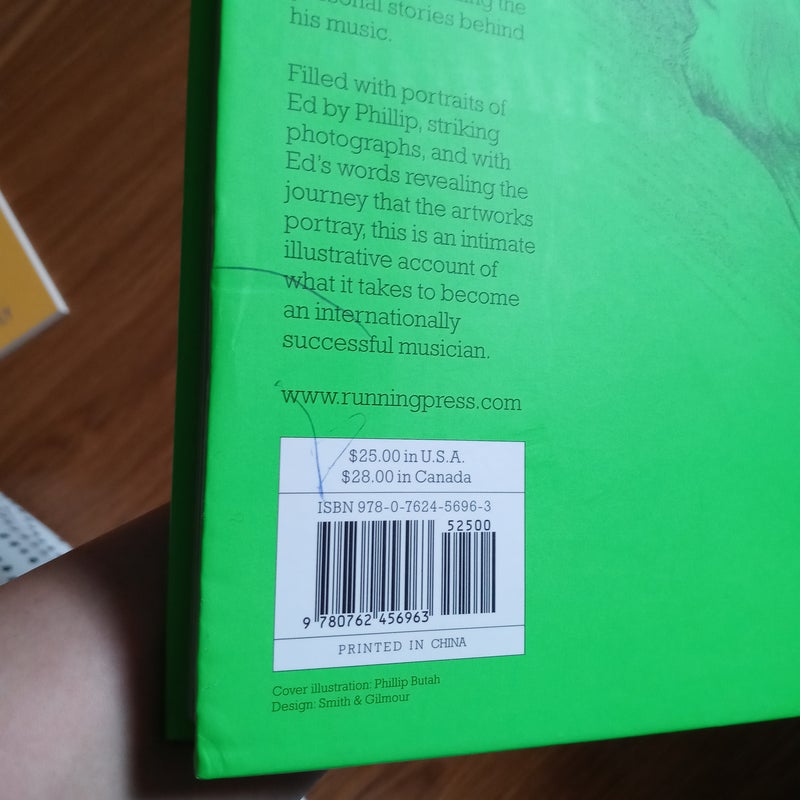 the
stories behind
his music.
Filled with portraits of
Ed by Phillip, striking
photographs, and with
Ed's words revealing the
journey that the artworks
portray, this is an intimate
illustrative account of
what it takes to become
an internationally
successful musician.
www.runningpress.com
$25.00 in U.S.A.
$28.00 in Canada
ISBN 978-0-7624-5696-3
52500
9 780762 456963
PRINTED IN CHINA
Cover illustration: Phillip Butah
Design: Smith & Gilmour